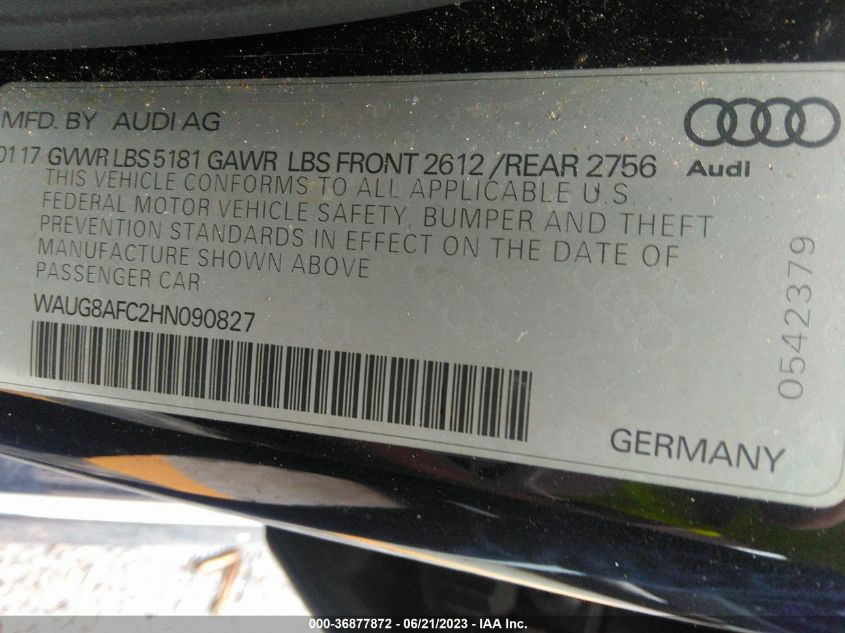 MFD. BY AUDI AG
0117 GVWR LBS 5181 GAWR LBS FRONT 2612 /REAR 2756
Audi
THIS VEHICLE CONFORMS TO ALL APPLICABLE U.S.
FEDERAL MOTOR VEHICLE SAFETY, BUMPER AND THEFT
PREVENTION STANDARDS IN EFFECT ON THE DATE OF
MANUFACTURE SHOWN ABOVE
PASSENGER CAR
WAUG8AFC2HN090827
0542379
GERMANY
000-36877872 / 06/21/2023 - IAA Inc.